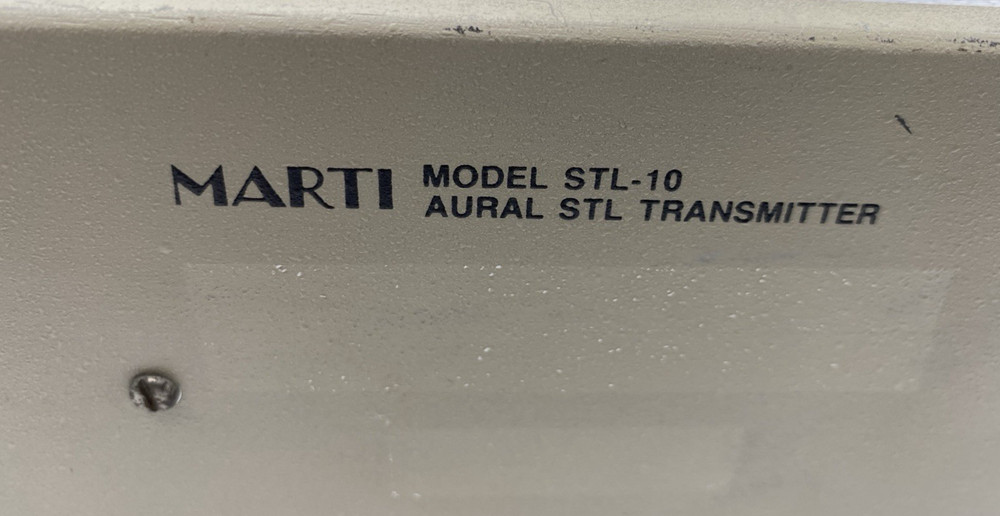 MARTI MODEL STL-10
AURAL STL TRANSMITTER